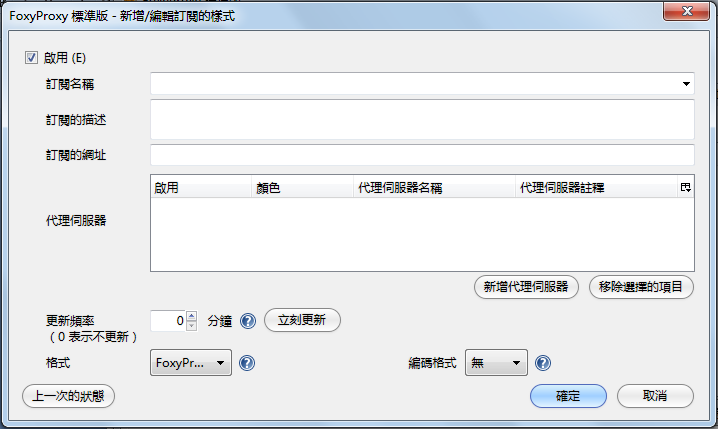 FoxyProxy 標準版 - 新增/編輯訂閱的樣式
啟用 (E)
訂閱名稱
訂閱的描述
訂閱的網址
啟用 顏色 代理伺服器名稱 代理伺服器註釋
代理伺服器
新增代理伺服器 移除選擇的項目
更新頻率 0 分鐘 ? 立刻更新
（0 表示不更新）
格式 FoxyPr... ? 編碼格式 無 ?
上一次的狀態 確定 取消